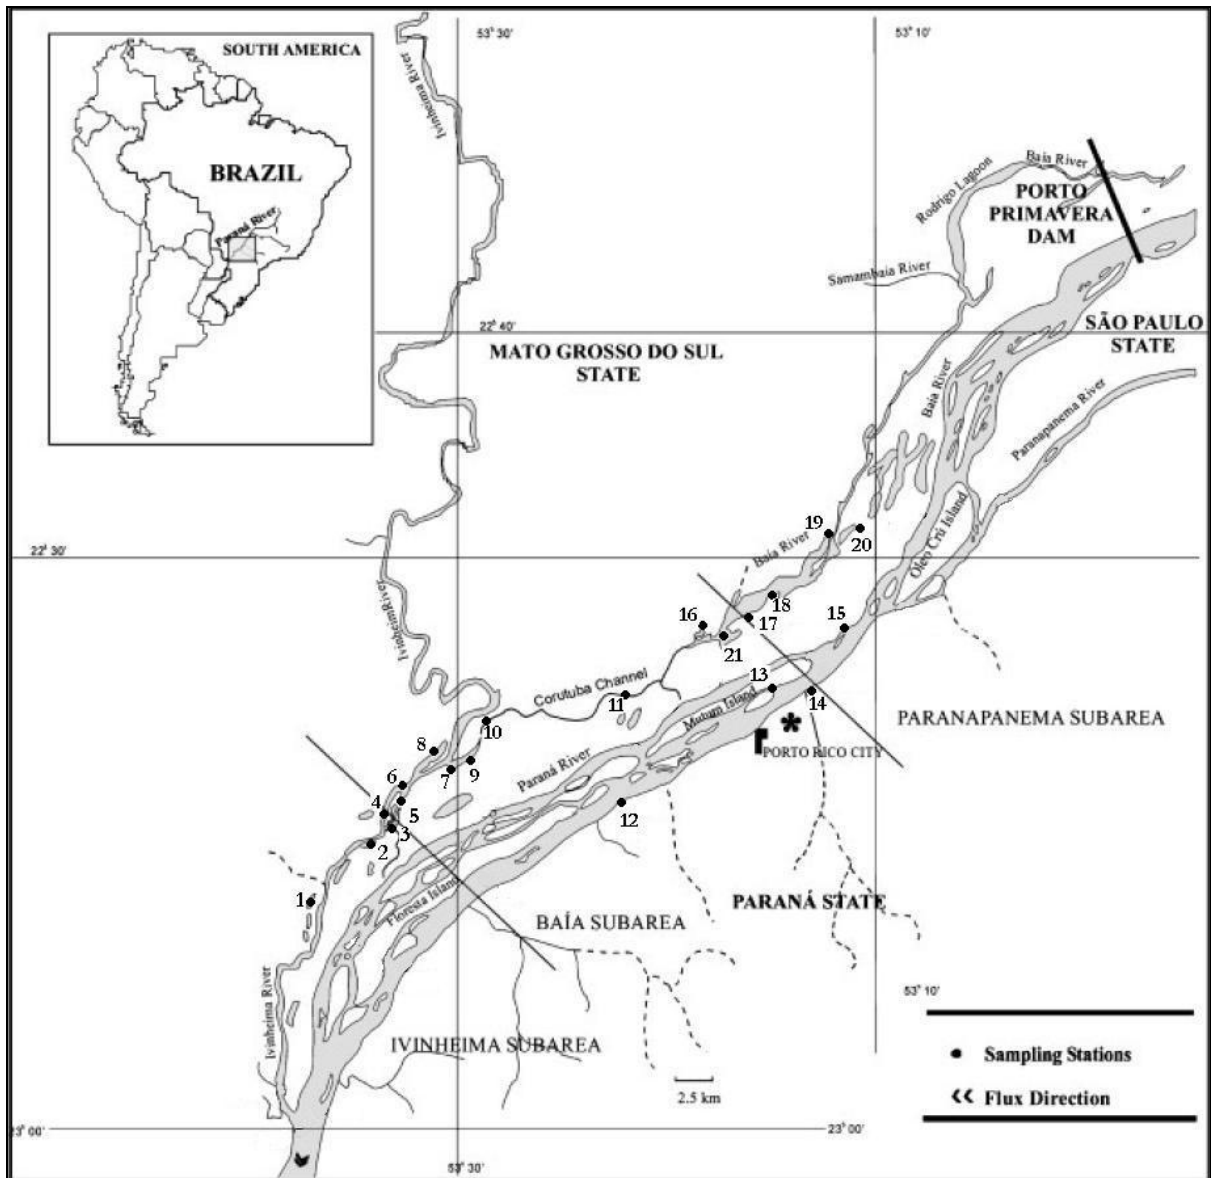 SOUTH AMERICA
BRAZIL
Paraná River
53° 30'
53° 10'
Ivinheima River
Baía River
Rodrigo Lagoon
PORTO
PRIMAVERA
DAM
Samambaia River
22° 40'
MATO GROSSO DO SUL
STATE
SÃO PAULO
STATE
Baía River
Paranapanema River
Oleo Crú Island
22° 30'
19
20
Baía River
IvinheimRiver
18
17
16
21
15
Corutuba Channel
11
13
14
Mutum Island
*
PORTO RICO CITY
PARANAPANEMA SUBAREA
10
8
7
9
Paraná River
6
5
4
3
2
12
1
Floresta Island
PARANÁ STATE
BAÍA SUBAREA
Ivinheima River
IVINHEIMA SUBAREA
53° 10'
Sampling Stations
Flux Direction
2.5 km
23° 00'
23° 00'
53° 30'